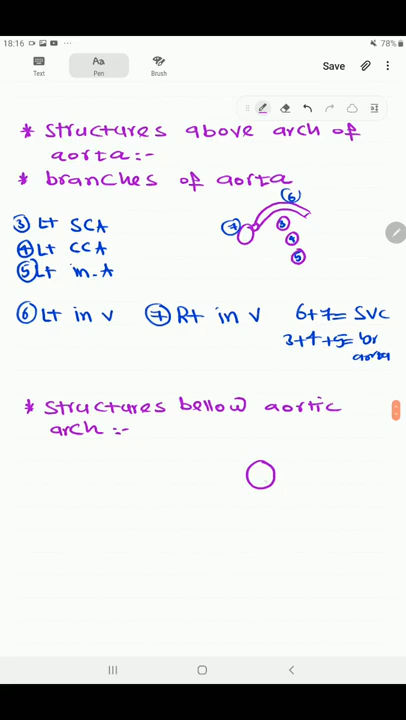 18:16
78%
Text
Pen
Brush
Save
* structures above arch of
aorta:-
* branches of aorta
3 Lt SCA
4 Lt CCA
5 Lt in.A
6
7
3
4
5
6 Lt in v 7 Rt in v 6+7= SVC
3+4+5= br
aorta
* structures bellow aortic
arch:-